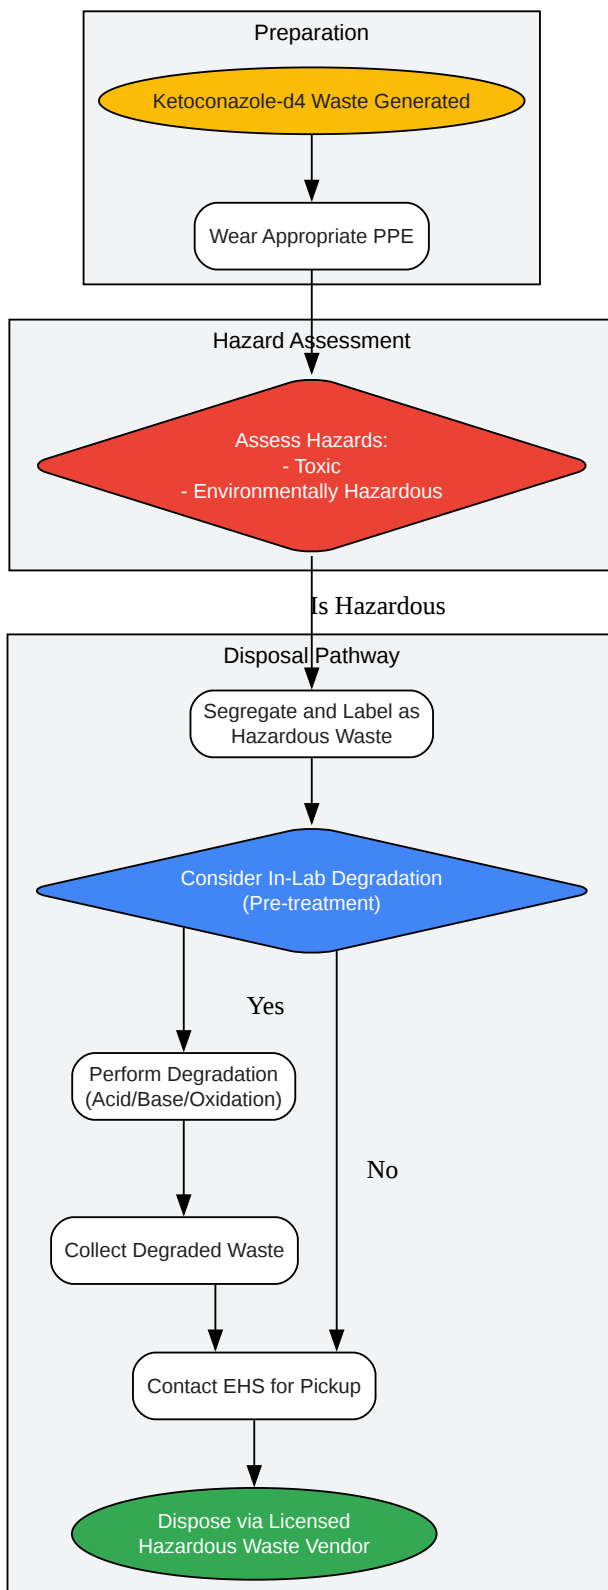 Preparation
Ketoconazole-d4 Waste Generated
Wear Appropriate PPE
Hazard Assessment
Assess Hazards:
- Toxic
- Environmentally Hazardous
Is Hazardous
Disposal Pathway
Segregate and Label as
Hazardous Waste
Consider In-Lab Degradation
(Pre-treatment)
Yes
Perform Degradation
(Acid/Base/Oxidation)
No
Collect Degraded Waste
Contact EHS for Pickup
Dispose via Licensed
Hazardous Waste Vendor